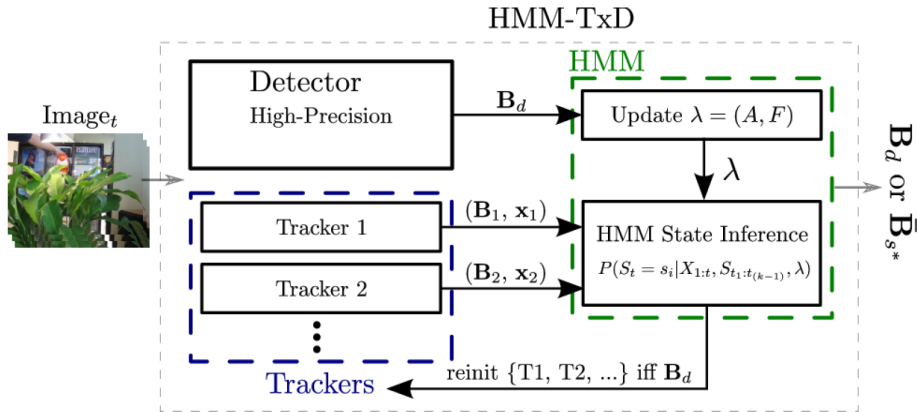 HMM-TxD
HMM
Detector
High-Precision
B_d
Update λ = (A, F)
Image_t
λ
B_d or B̄_{s*}
Tracker 1
(B_1, x_1)
HMM State Inference
P(S_t = s_i|X_{1:t}, S_{t_1:t_{(k-1)}}, λ)
Tracker 2
(B_2, x_2)
Trackers
reinit {T1, T2, ...} iff B_d